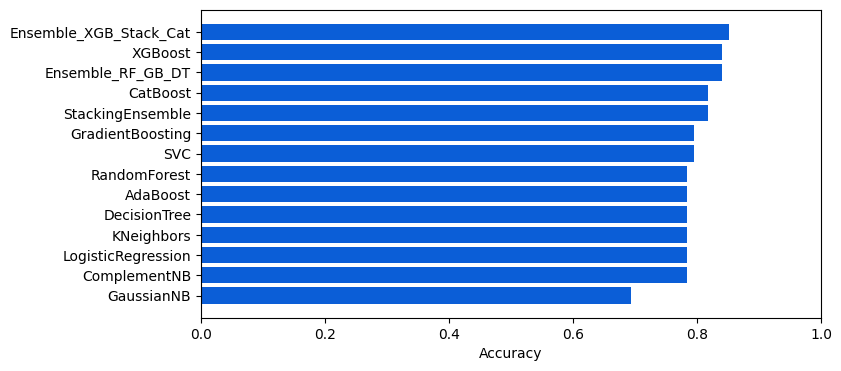 Ensemble_XGB_Stack_Cat
XGBoost
Ensemble_RF_GB_DT
CatBoost
StackingEnsemble
GradientBoosting
SVC
RandomForest
AdaBoost
DecisionTree
KNeighbors
LogisticRegression
ComplementNB
GaussianNB
0.0 0.2 0.4 0.6 0.8 1.0
Accuracy